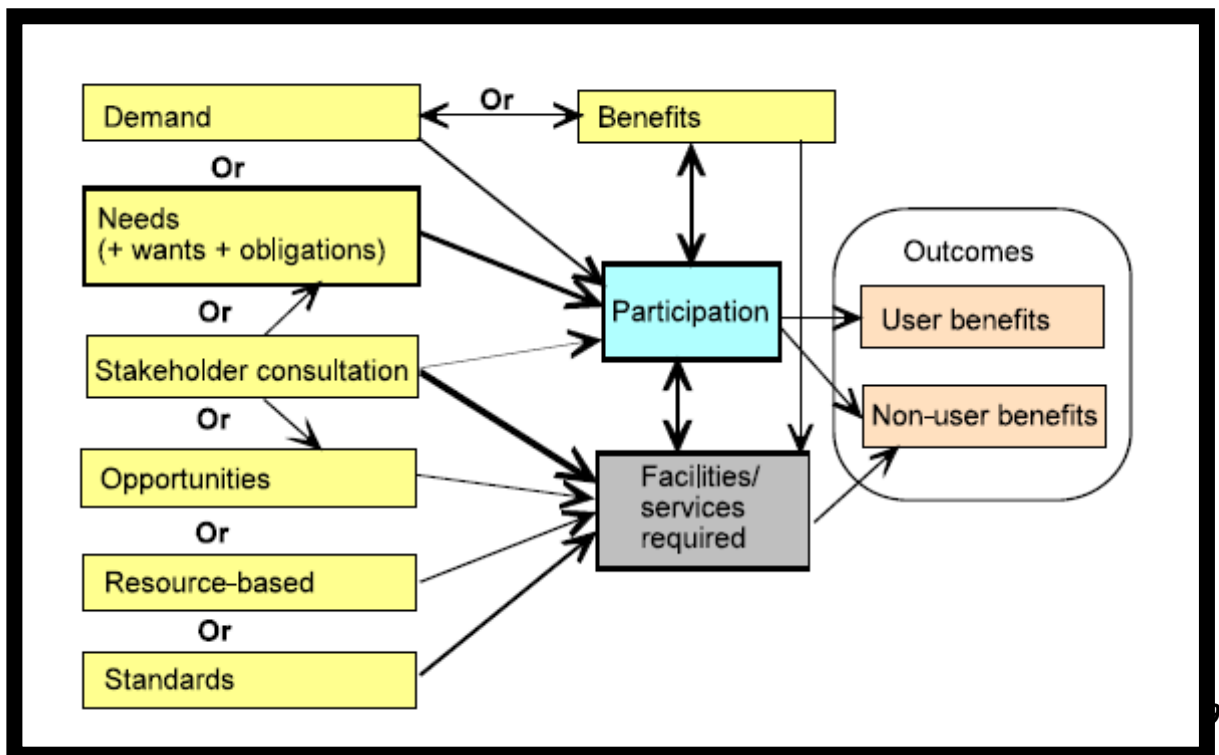 Demand
Or
Benefits
Or
Needs
(+ wants + obligations)
Outcomes
Or
Participation
User benefits
Stakeholder consultation
Or
Non-user benefits
Opportunities
Facilities/
services
required
Or
Resource-based
Or
Standards